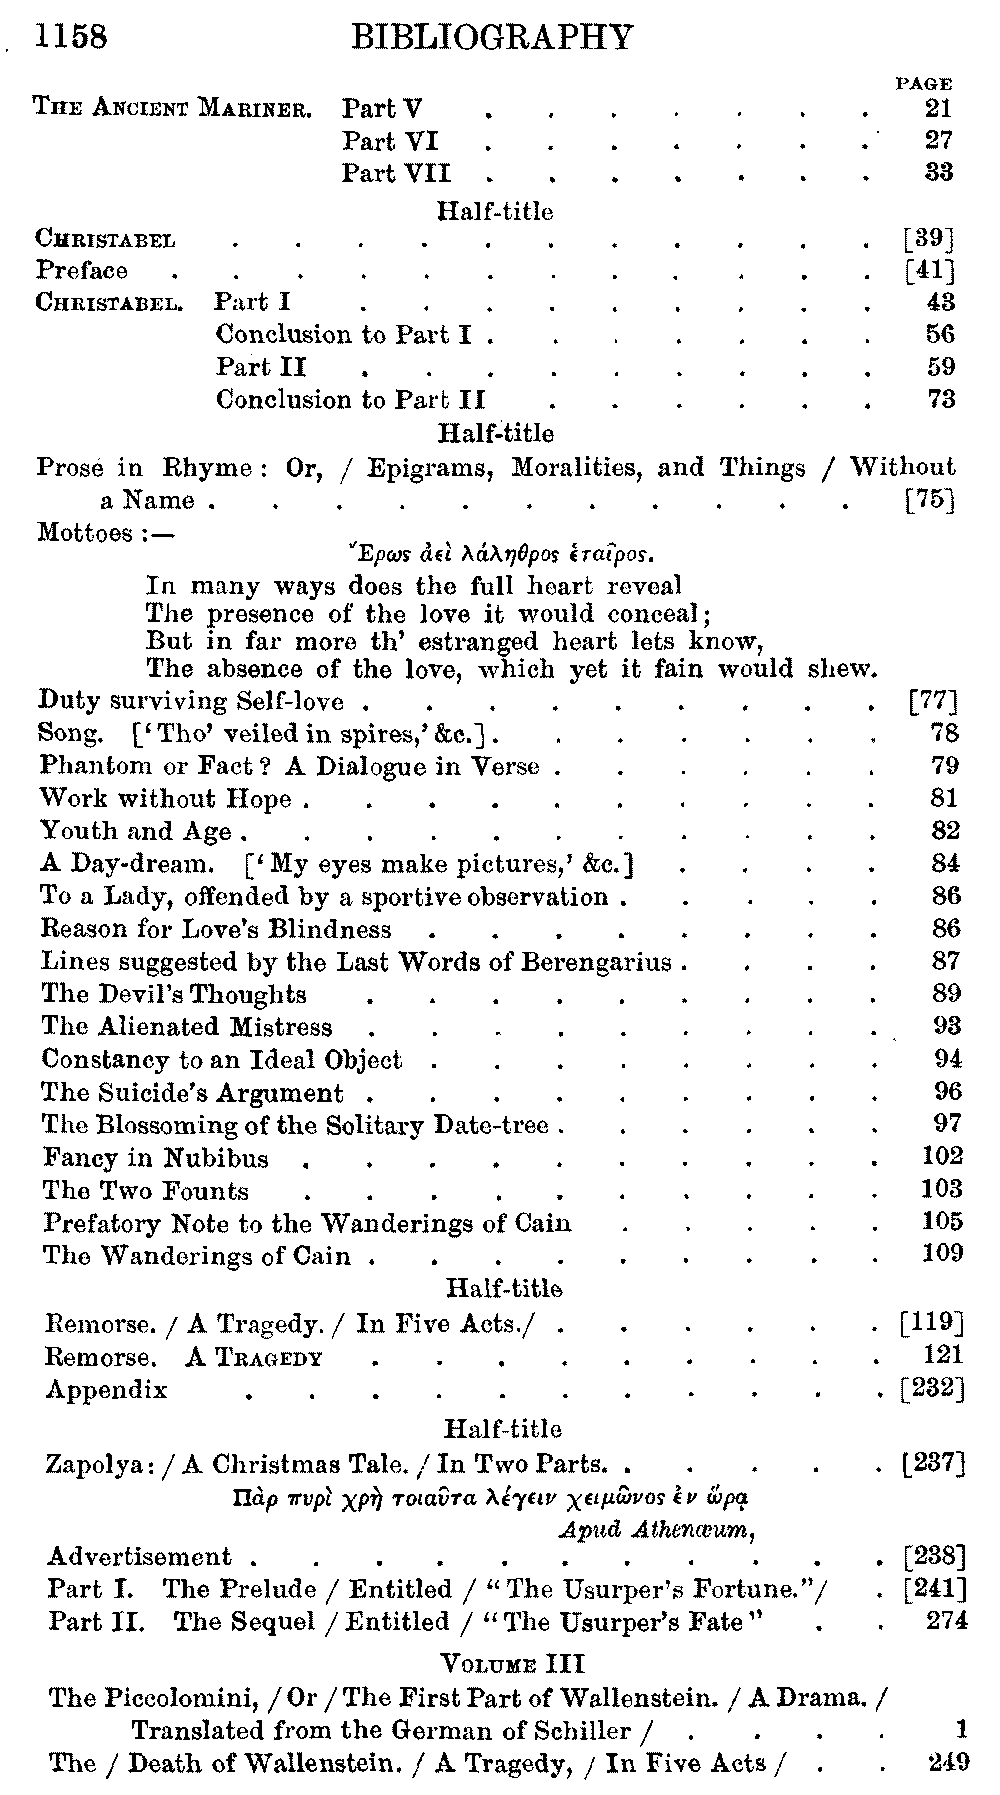 1158 BIBLIOGRAPHY
PAGE
THE ANCIENT MARINER. Part V . . . . . . . 21
Part VI . . . . . . . 27
Part VII . . . . . . . 33
Half-title
CHRISTABEL . . . . . . . . . . . [39]
Preface . . . . . . . . . . . . [41]
CHRISTABEL. Part I . . . . . . . . . 43
Conclusion to Part I . . . . . . . 56
Part II . . . . . . . . . 59
Conclusion to Part II . . . . . . 73
Half-title
Prose in Rhyme : Or, / Epigrams, Moralities, and Things / Without
a Name . . . . . . . . . . . [75]
Mottoes :—
Ἔρως ἀεὶ λάληθρος ἑταῖρος.
In many ways does the full heart reveal
The presence of the love it would conceal;
But in far more th' estranged heart lets know,
The absence of the love, which yet it fain would shew.
Duty surviving Self-love . . . . . . . . . [77]
Song. ['Tho' veiled in spires,' &c.] . . . . . . . 78
Phantom or Fact? A Dialogue in Verse . . . . . . 79
Work without Hope . . . . . . . . . . 81
Youth and Age . . . . . . . . . . . 82
A Day-dream. ['My eyes make pictures,' &c.] . . . . 84
To a Lady, offended by a sportive observation . . . . . 86
Reason for Love's Blindness . . . . . . . . 86
Lines suggested by the Last Words of Berengarius . . . . 87
The Devil's Thoughts . . . . . . . . . 89
The Alienated Mistress . . . . . . . . . 93
Constancy to an Ideal Object . . . . . . . . 94
The Suicide's Argument . . . . . . . . . 96
The Blossoming of the Solitary Date-tree . . . . . . 97
Fancy in Nubibus . . . . . . . . . . 102
The Two Founts . . . . . . . . . . 103
Prefatory Note to the Wanderings of Cain . . . . . 105
The Wanderings of Cain . . . . . . . . . 109
Half-title
Remorse. / A Tragedy. / In Five Acts./ . . . . . . [119]
Remorse. A TRAGEDY . . . . . . . . . 121
Appendix . . . . . . . . . . . [232]
Half-title
Zapolya: / A Christmas Tale. / In Two Parts. . . . . . [237]
Πὰρ πυρὶ χρὴ τοιαῦτα λέγειν χειμῶνος ἐν ὥρᾳ
Apud Athenæum,
Advertisement . . . . . . . . . . . [238]
Part I. The Prelude / Entitled / "The Usurper's Fortune."/ . [241]
Part II. The Sequel / Entitled / "The Usurper's Fate" . . 274
VOLUME III
The Piccolomini, / Or / The First Part of Wallenstein. / A Drama. /
Translated from the German of Schiller / . . . . 1
The / Death of Wallenstein. / A Tragedy, / In Five Acts / . . 249